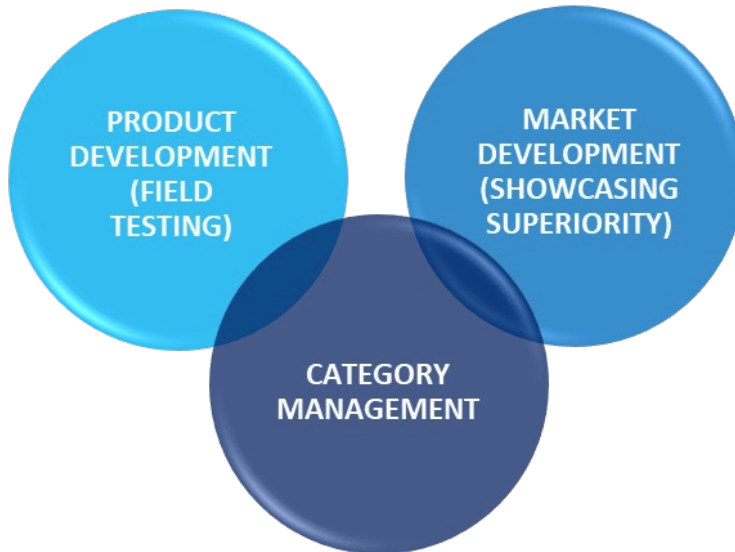 PRODUCT
DEVELOPMENT
(FIELD
TESTING)
MARKET
DEVELOPMENT
(SHOWCASING
SUPERIORITY)
CATEGORY
MANAGEMENT